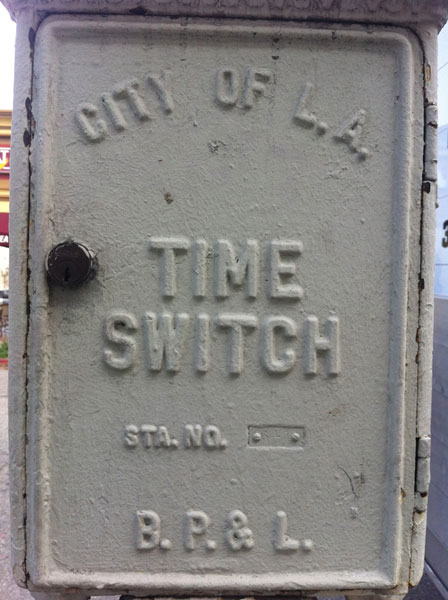 CITY OF L.A.
TIME
SWITCH
STA. NO.
B. P. & L.